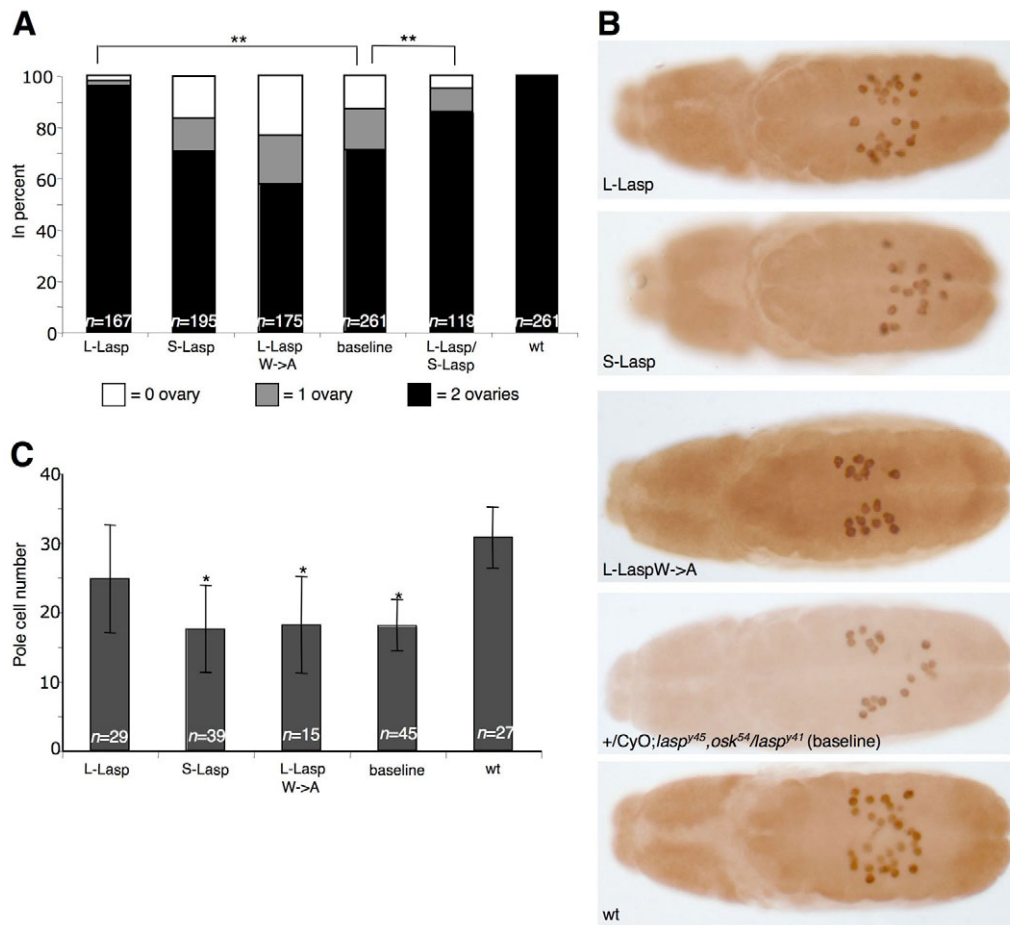 A
**
**
100
80
60
40
20
0
In percent
n=167
n=195
n=175
n=261
n=119
n=261
L-Lasp
S-Lasp
L-Lasp
W->A
baseline
L-Lasp/
S-Lasp
wt
= 0 ovary
= 1 ovary
= 2 ovaries
C
40
30
20
10
0
Pole cell number
*
*
*
n=29
n=39
n=15
n=45
n=27
L-Lasp
S-Lasp
L-Lasp
W->A
baseline
wt
B
L-Lasp
S-Lasp
L-LaspW->A
+/CyO;lasp^y45,osk^54/lasp^y41 (baseline)
wt